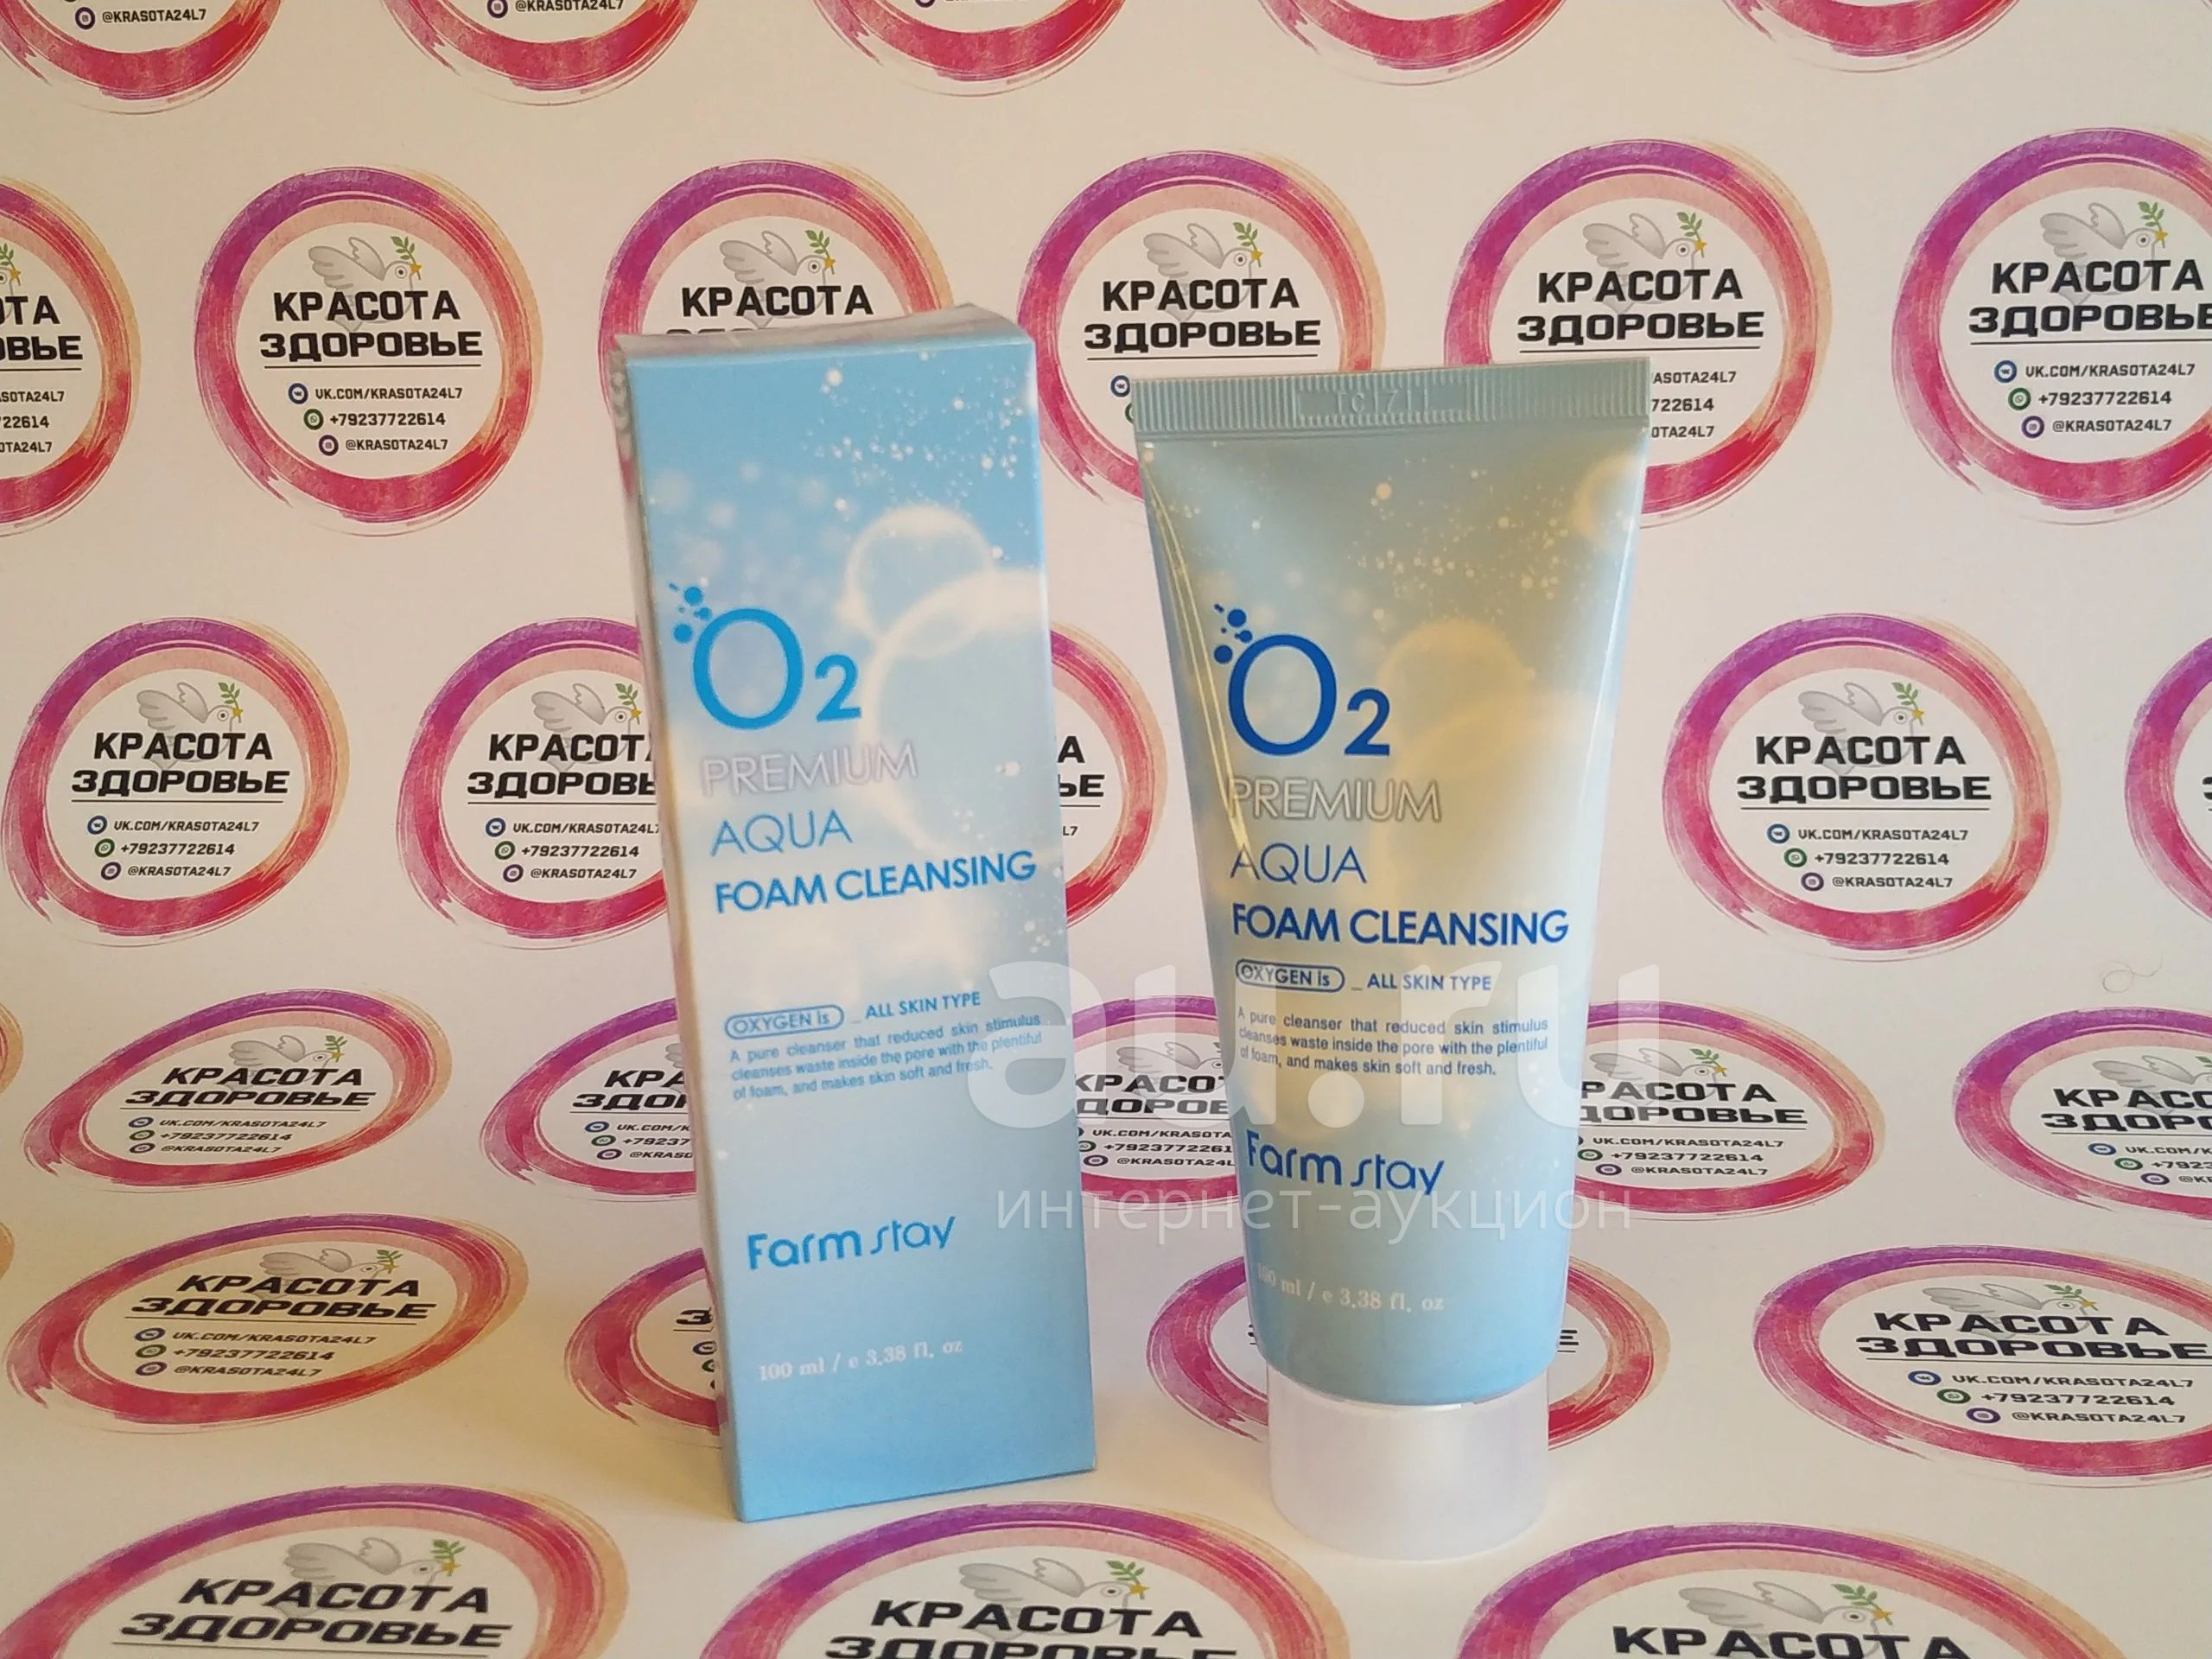 КРАСОТА
ЗДОРОВЬЕ
VK.COM/KRASOTA24L7
+79237722614
@KRASOTA24L7
O2
PREMIUM
AQUA
FOAM CLEANSING
OXYGEN is _ ALL SKIN TYPE
A pure cleanser that reduced skin stimulus
cleanses waste inside the pore with the plentiful
of foam, and makes skin soft and fresh.
Farm stay
100 ml / e 3.38 fl. oz
O2
PREMIUM
AQUA
FOAM CLEANSING
OXYGEN is _ ALL SKIN TYPE
A pure cleanser that reduced skin stimulus
cleanses waste inside the pore with the plentiful
of foam, and makes skin soft and fresh.
Farm stay
100 ml / e 3.38 fl. oz
au.ru
интернет-аукцион